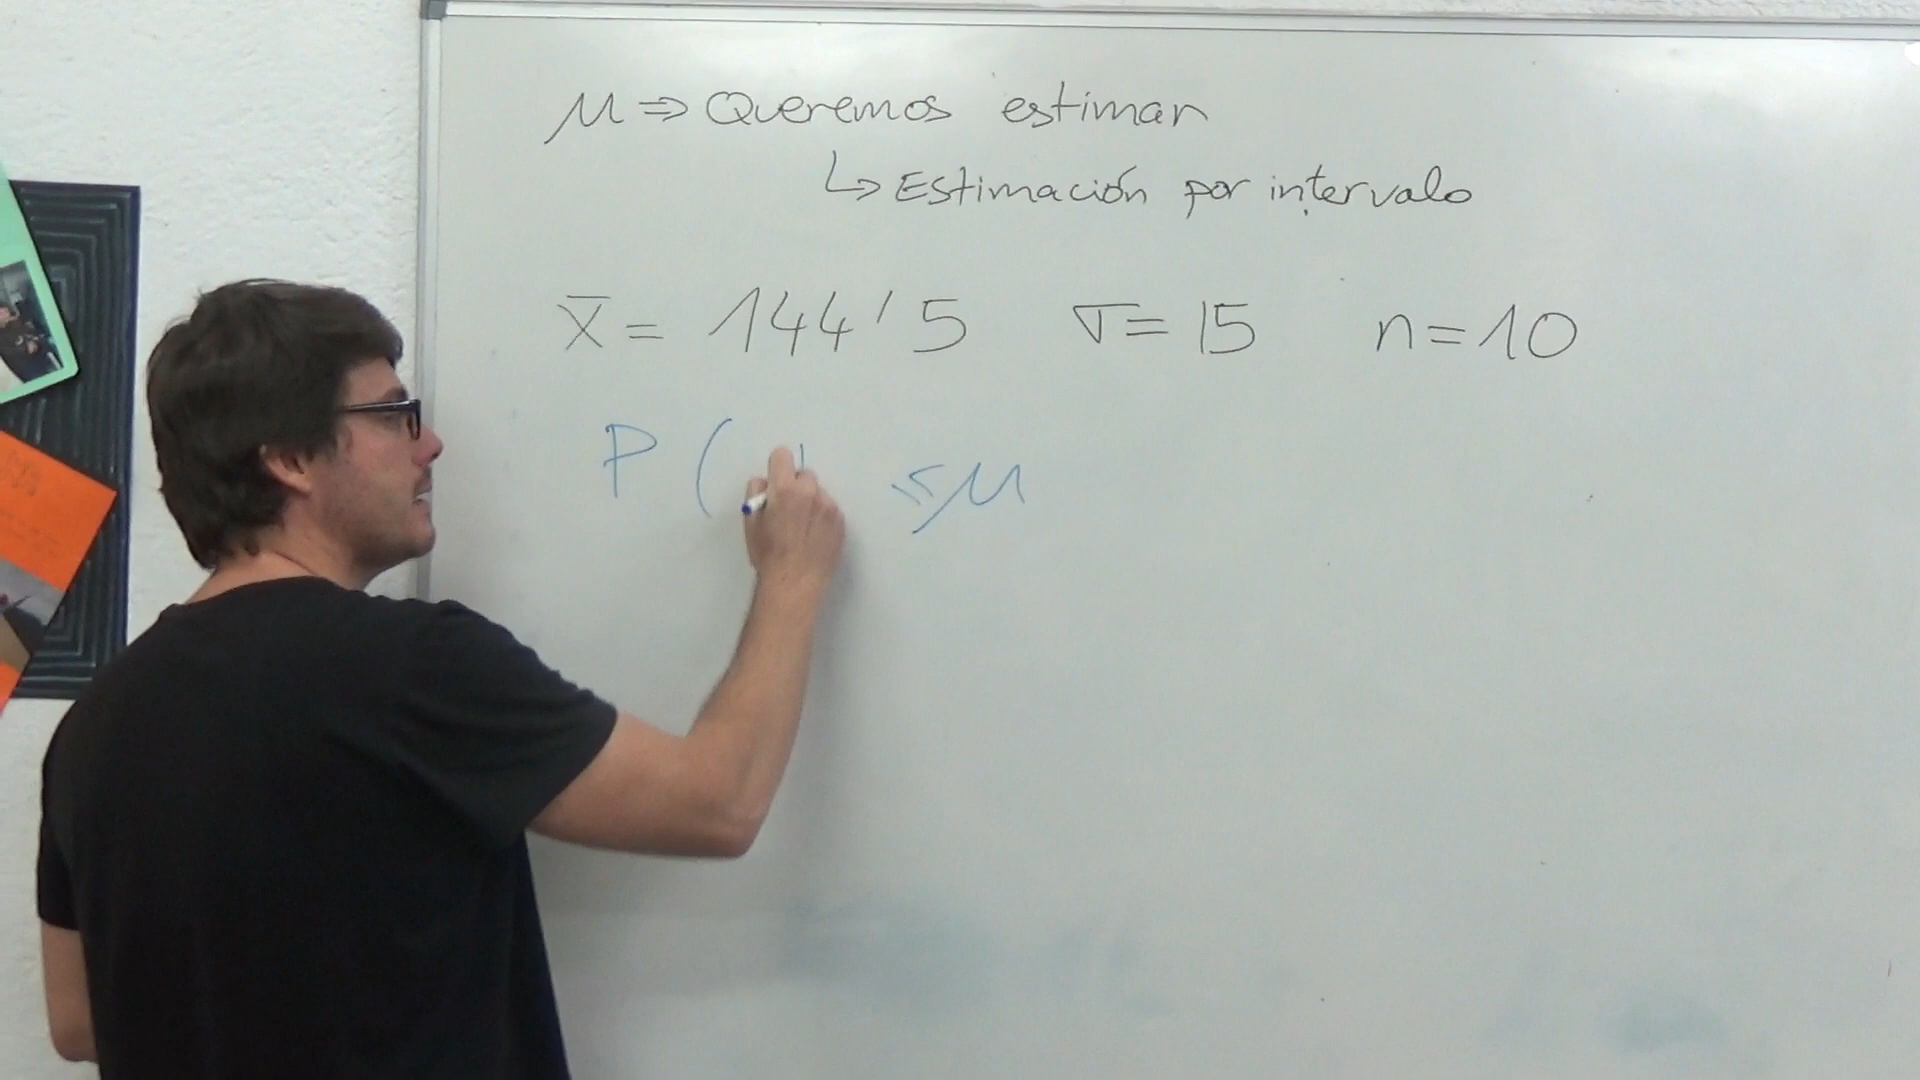 μ ⇒ Queremos estimar
↳ Estimación por intervalo
x̄ = 144'5 σ = 15 n = 10
P ( ≤ μ